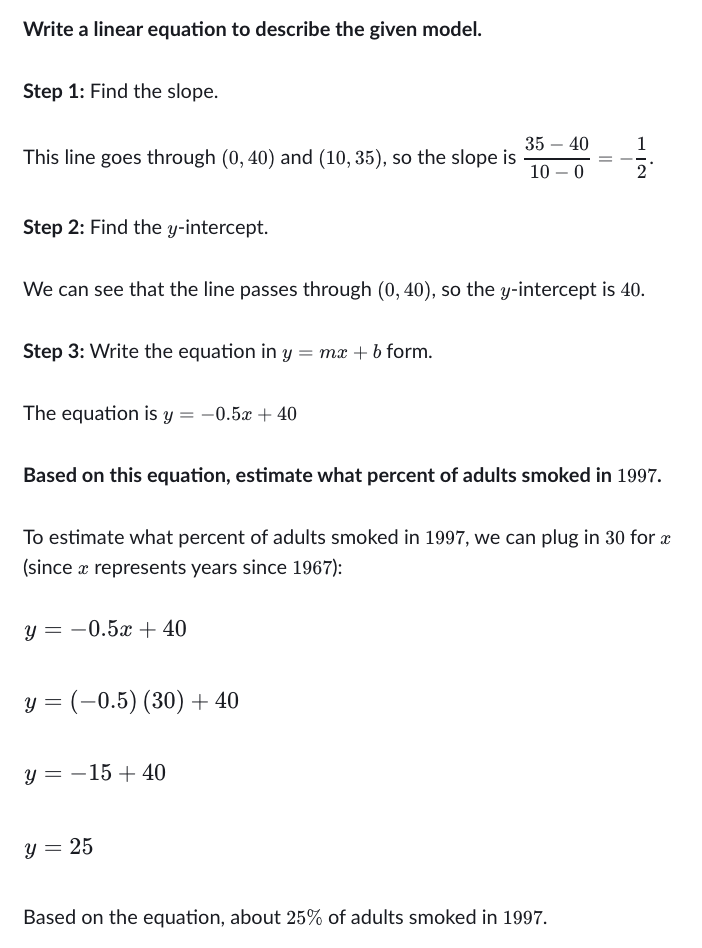 Write a linear equation to describe the given model.
Step 1: Find the slope.
This line goes through (0, 40) and (10, 35), so the slope is (35 − 40)/(10 − 0) = −1/2.
Step 2: Find the y-intercept.
We can see that the line passes through (0, 40), so the y-intercept is 40.
Step 3: Write the equation in y = mx + b form.
The equation is y = −0.5x + 40
Based on this equation, estimate what percent of adults smoked in 1997.
To estimate what percent of adults smoked in 1997, we can plug in 30 for x
(since x represents years since 1967):
y = −0.5x + 40
y = (−0.5) (30) + 40
y = −15 + 40
y = 25
Based on the equation, about 25% of adults smoked in 1997.